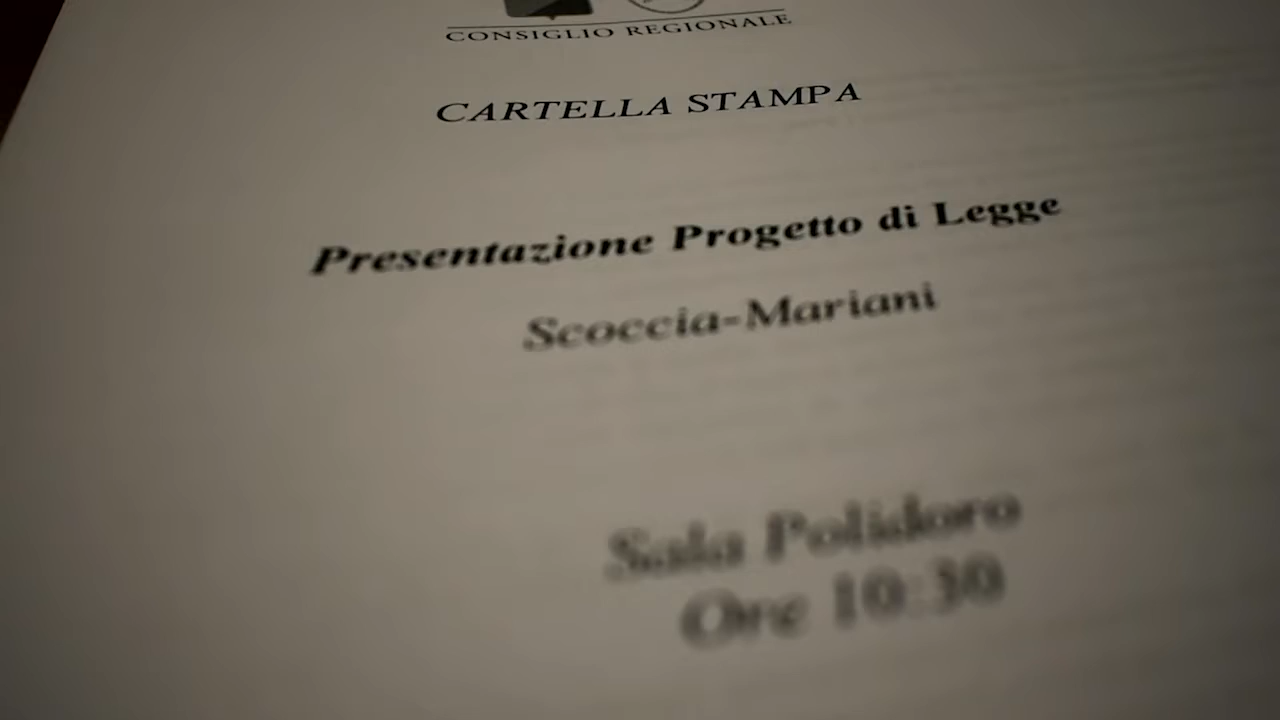 CONSIGLIO REGIONALE
CARTELLA STAMPA
Presentazione Progetto di Legge
Scoccia-Mariani
Sala Polidoro
Ore 10:30